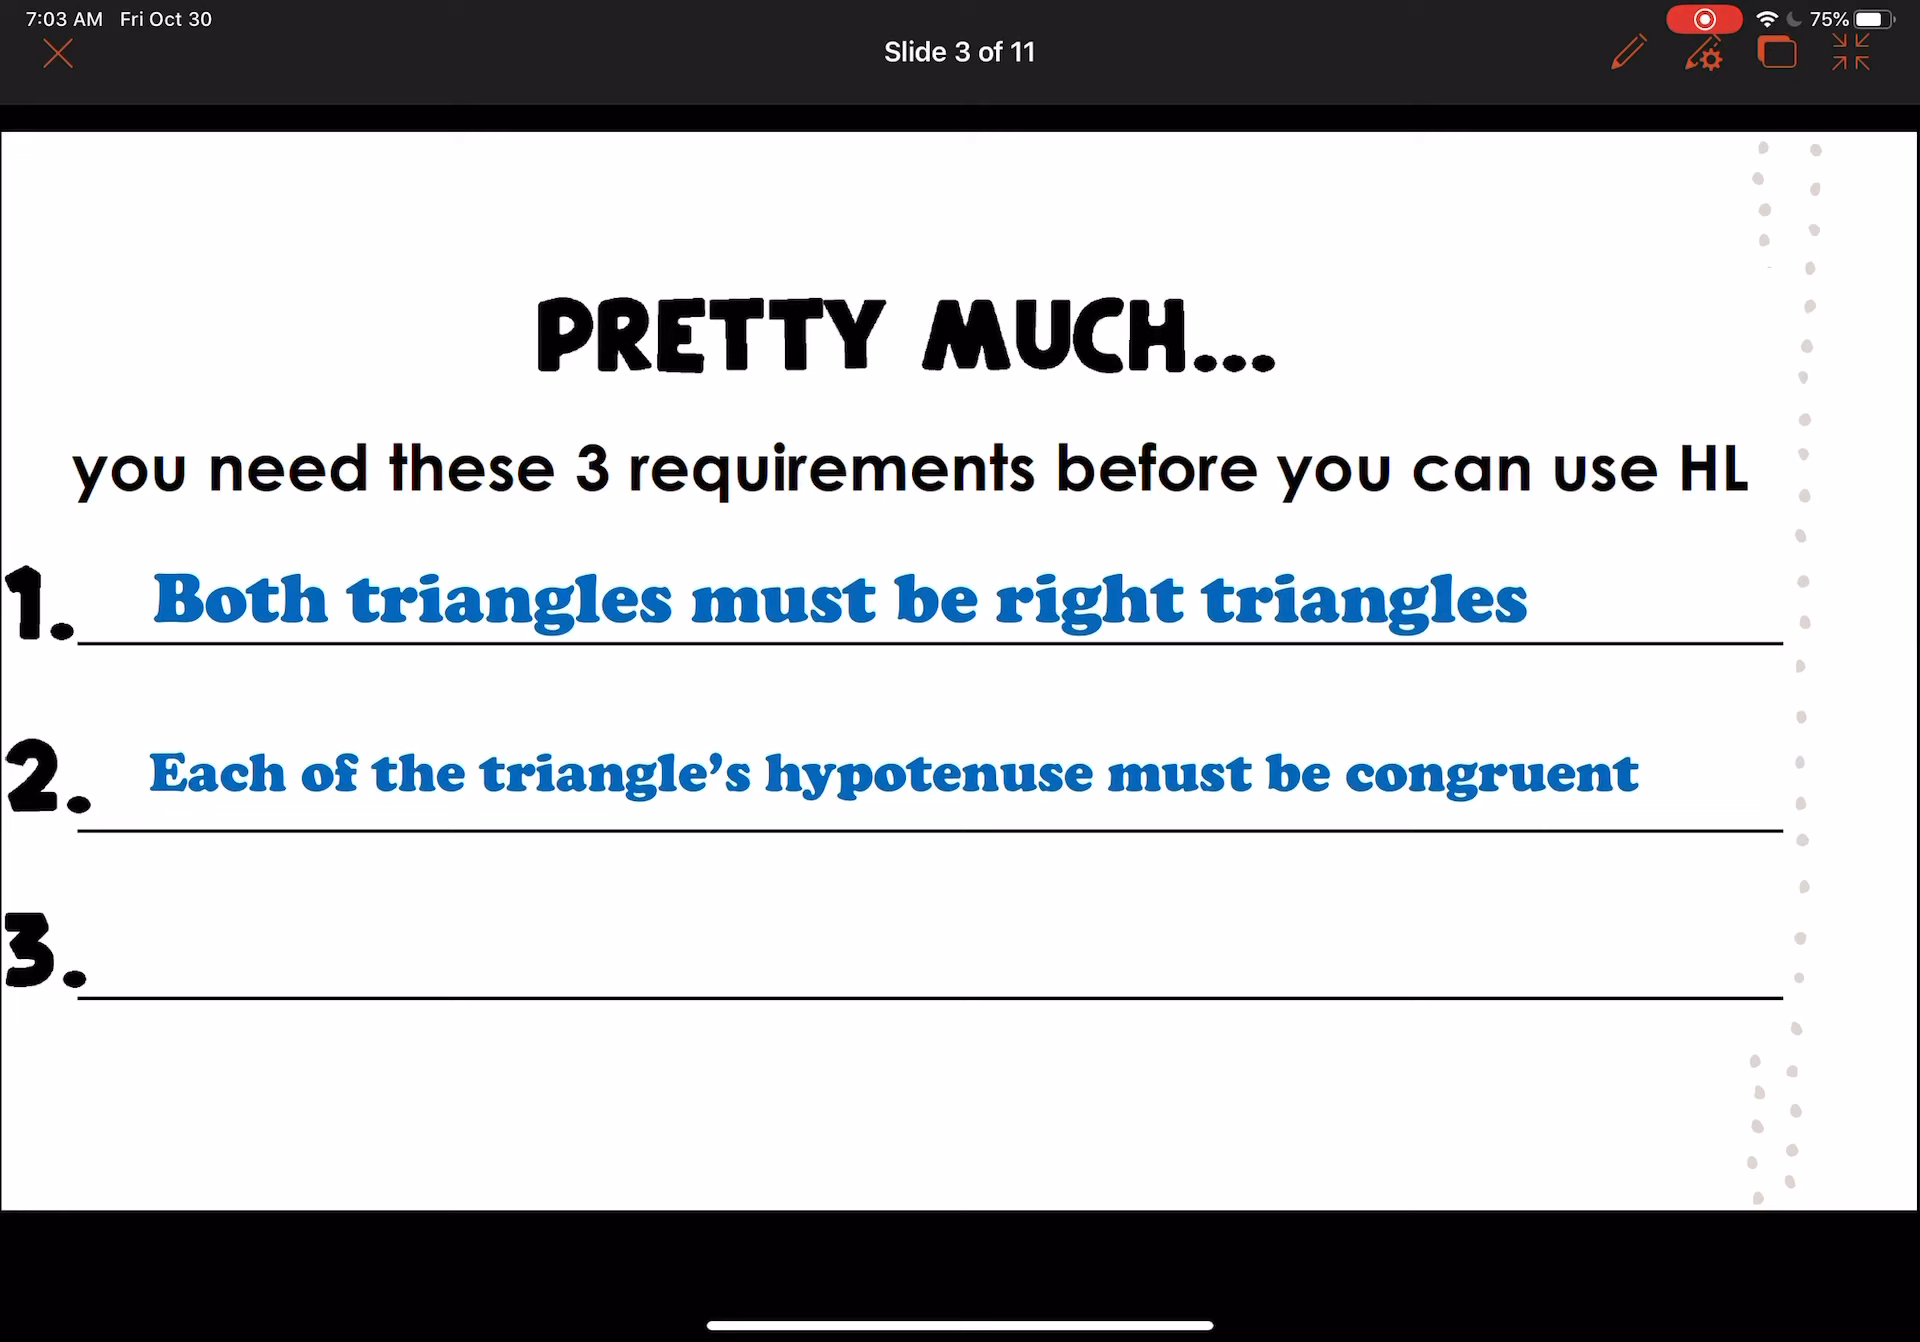 7:03 AM Fri Oct 30
75%
Slide 3 of 11
PRETTY MUCH...
you need these 3 requirements before you can use HL
1. Both triangles must be right triangles
2. Each of the triangle’s hypotenuse must be congruent
3.